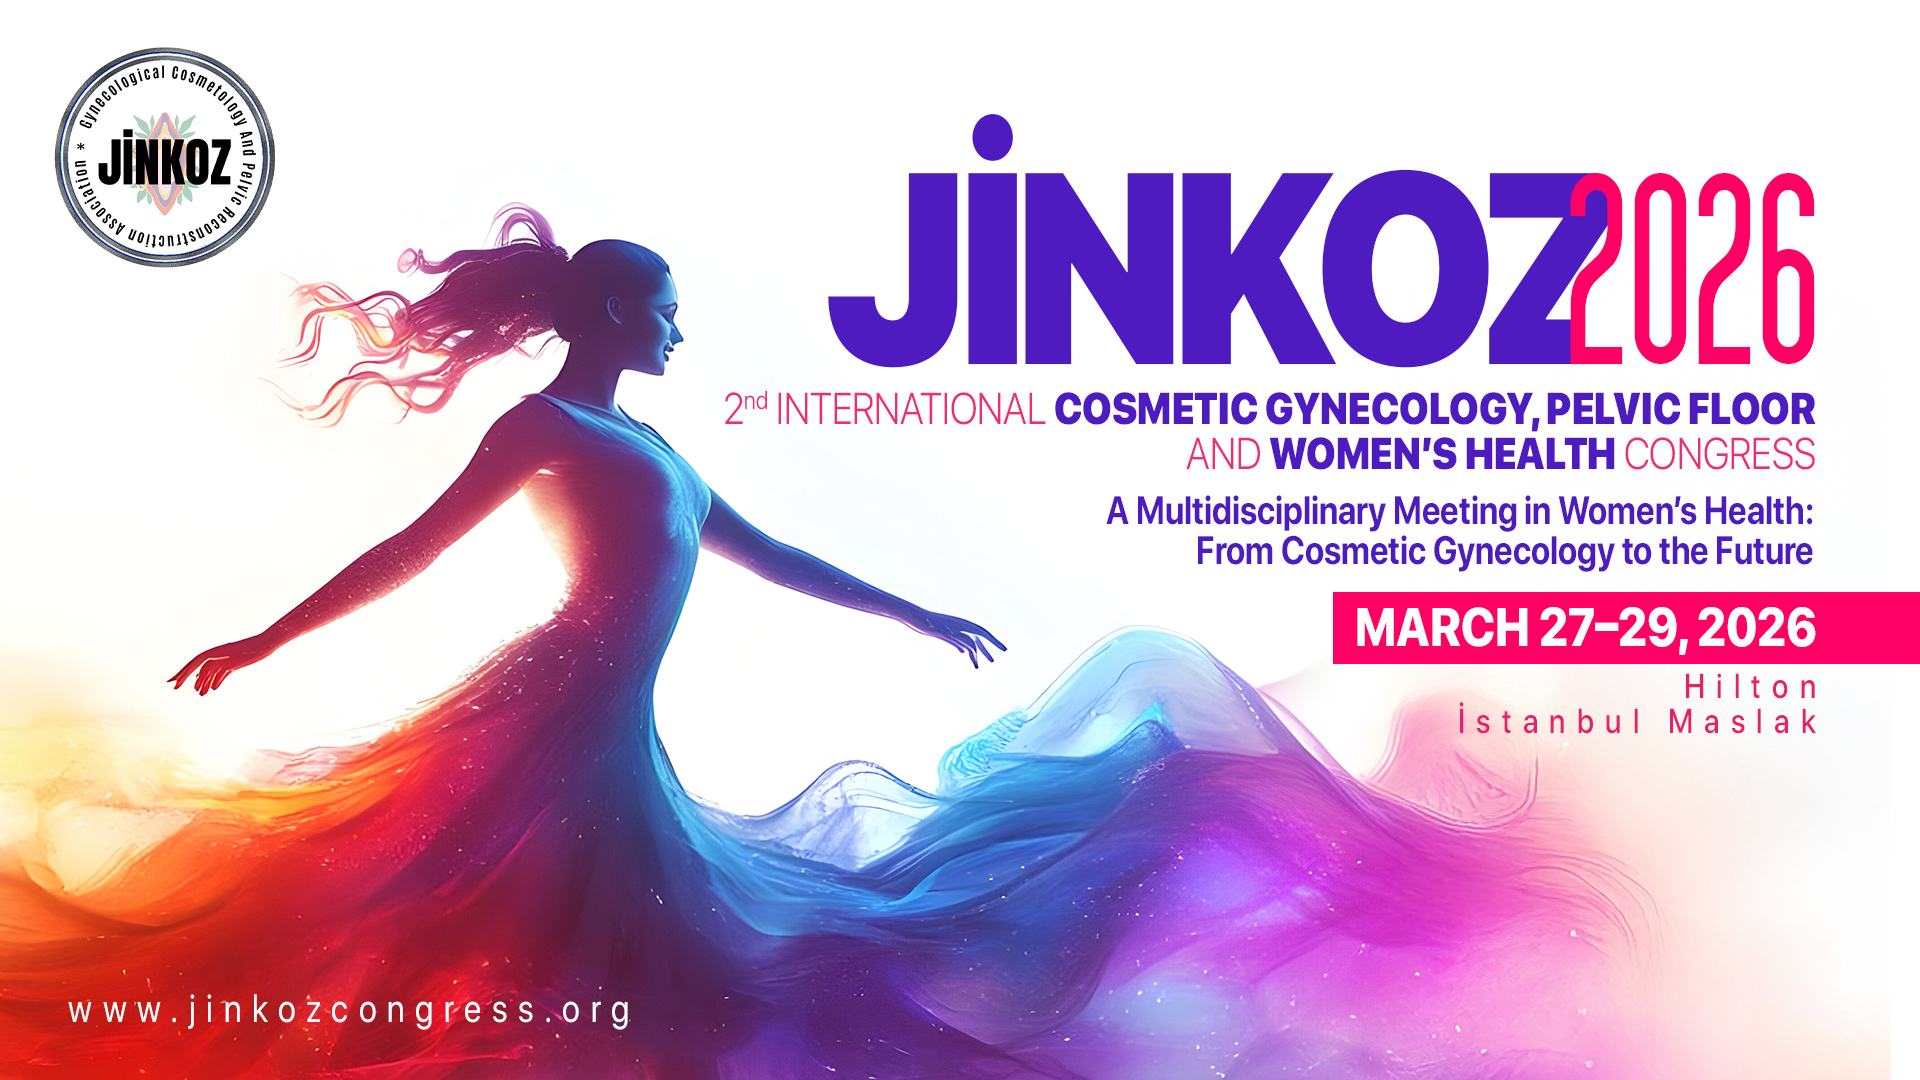 Gynecological Cosmetology And Pelvic Reconstruction Association *
JİNKOZ
JİNKOZ2026
2nd INTERNATIONAL COSMETIC GYNECOLOGY, PELVIC FLOOR
AND WOMEN'S HEALTH CONGRESS
A Multidisciplinary Meeting in Women's Health:
From Cosmetic Gynecology to the Future
MARCH 27–29, 2026
Hilton
İstanbul Maslak
www.jinkozcongress.org